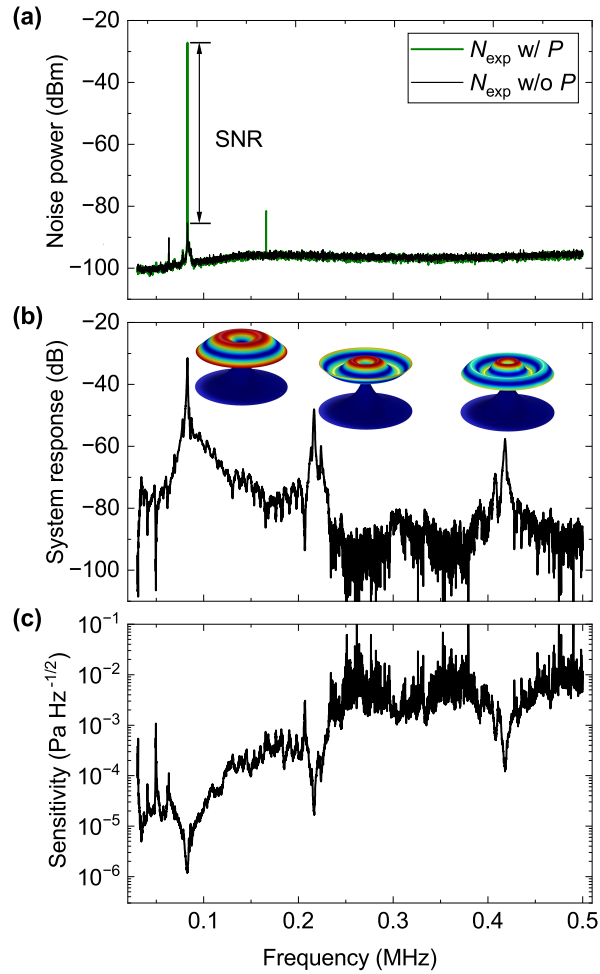 (a)
−20
−40
−60
−80
−100
Noise power (dBm)
N_exp w/ P
N_exp w/o P
SNR
(b)
−20
−40
−60
−80
−100
System response (dB)
(c)
10^-1
10^-2
10^-3
10^-4
10^-5
10^-6
Sensitivity (Pa Hz^-1/2)
0.1 0.2 0.3 0.4 0.5
Frequency (MHz)